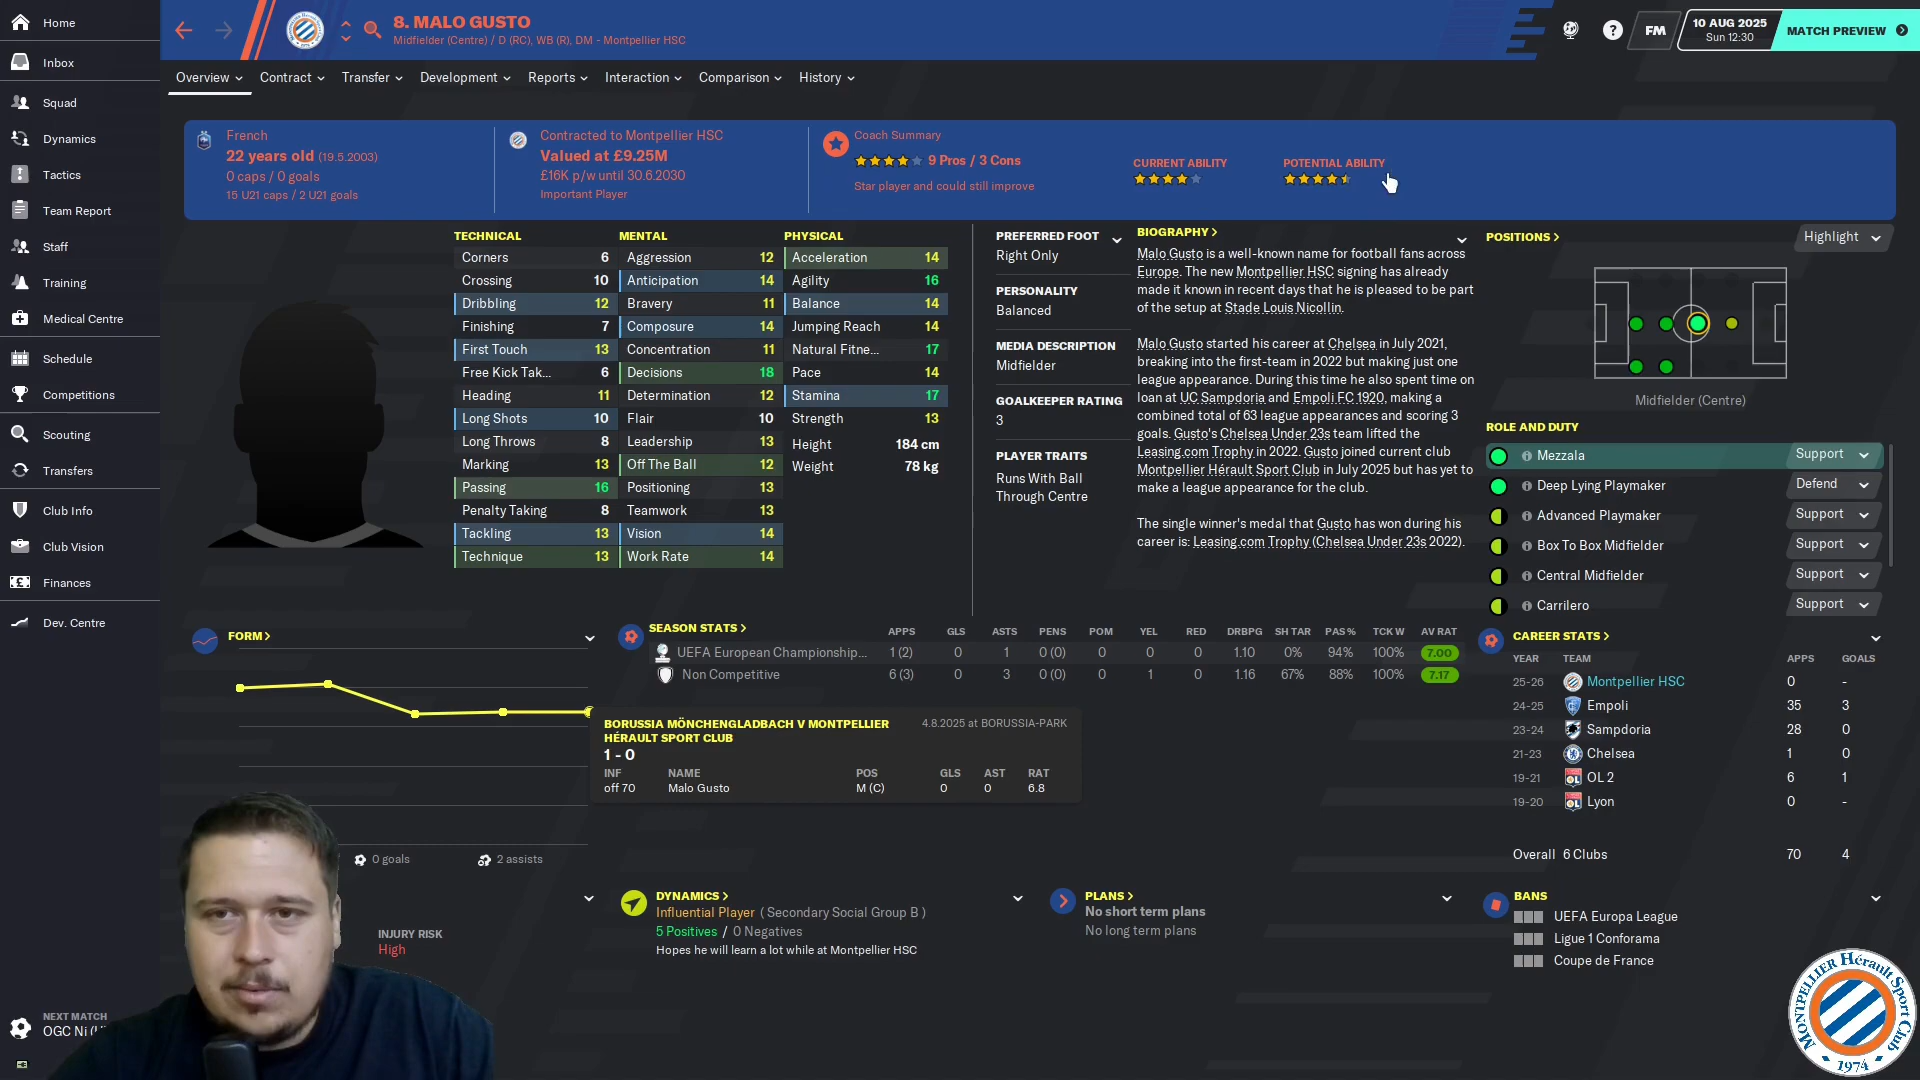 Home
Inbox
Squad
Dynamics
Tactics
Team Report
Staff
Training
Medical Centre
Schedule
Competitions
Scouting
Transfers
Club Info
Club Vision
Finances
Dev. Centre
NEXT MATCH
OGC Ni
8. MALO GUSTO
Midfielder (Centre) / D (RC), WB (R), DM - Montpellier HSC
? FM
10 AUG 2025
Sun 12:30
MATCH PREVIEW
Overview Contract Transfer Development Reports Interaction Comparison History
French
22 years old (19.5.2003)
0 caps / 0 goals
15 U21 caps / 2 U21 goals
Contracted to Montpellier HSC
Valued at £9.25M
£16K p/w until 30.6.2030
Important Player
Coach Summary
9 Pros / 3 Cons
Star player and could still improve
CURRENT ABILITY
POTENTIAL ABILITY
TECHNICAL
Corners 6
Crossing 10
Dribbling 12
Finishing 7
First Touch 13
Free Kick Tak... 6
Heading 11
Long Shots 10
Long Throws 8
Marking 13
Passing 16
Penalty Taking 8
Tackling 13
Technique 13
MENTAL
Aggression 12
Anticipation 14
Bravery 11
Composure 14
Concentration 11
Decisions 18
Determination 12
Flair 10
Leadership 13
Off The Ball 12
Positioning 13
Teamwork 13
Vision 14
Work Rate 14
PHYSICAL
Acceleration 14
Agility 16
Balance 14
Jumping Reach 14
Natural Fitne... 17
Pace 14
Stamina 17
Strength 13
Height 184 cm
Weight 78 kg
PREFERRED FOOT
Right Only
PERSONALITY
Balanced
MEDIA DESCRIPTION
Midfielder
GOALKEEPER RATING
3
PLAYER TRAITS
Runs With Ball
Through Centre
BIOGRAPHY >
Malo Gusto is a well-known name for football fans across
Europe. The new Montpellier HSC signing has already
made it known in recent days that he is pleased to be part
of the setup at Stade Louis Nicollin.
Malo Gusto started his career at Chelsea in July 2021,
breaking into the first-team in 2022 but making just one
league appearance. During this time he also spent time on
loan at UC Sampdoria and Empoli FC 1920, making a
combined total of 63 league appearances and scoring 3
goals. Gusto's Chelsea Under 23s team lifted the
Leasing.com Trophy in 2022. Gusto joined current club
Montpellier Hérault Sport Club in July 2025 but has yet to
make a league appearance for the club.
The single winner's medal that Gusto has won during his
career is: Leasing.com Trophy (Chelsea Under 23s 2022).
POSITIONS >
Highlight
Midfielder (Centre)
ROLE AND DUTY
Mezzala Support
Deep Lying Playmaker Defend
Advanced Playmaker Support
Box To Box Midfielder Support
Central Midfielder Support
Carrilero Support
FORM >
0 goals 2 assists
SEASON STATS > APPS GLS ASTS PENS POM YEL RED DRBPG SH TAR PAS % TCK W AV RAT
UEFA European Championship... 1 (2) 0 1 0 (0) 0 0 0 1.10 0% 94% 100% 7.00
Non Competitive 6 (3) 0 3 0 (0) 0 1 0 1.16 67% 88% 100% 7.17
BORUSSIA MÖNCHENGLADBACH V MONTPELLIER 4.8.2025 at BORUSSIA-PARK
HÉRAULT SPORT CLUB
1 - 0
INF NAME POS GLS AST RAT
off 70 Malo Gusto M (C) 0 0 6.8
CAREER STATS >
YEAR TEAM APPS GOALS
25-26 Montpellier HSC 0 -
24-25 Empoli 35 3
23-24 Sampdoria 28 0
21-23 Chelsea 1 0
19-21 OL 2 6 1
19-20 Lyon 0 -
Overall 6 Clubs 70 4
INJURY RISK
High
DYNAMICS >
Influential Player ( Secondary Social Group B )
5 Positives / 0 Negatives
Hopes he will learn a lot while at Montpellier HSC
PLANS >
No short term plans
No long term plans
BANS
UEFA Europa League
Ligue 1 Conforama
Coupe de France
MONTPELLIER Hérault Sport Club
1974